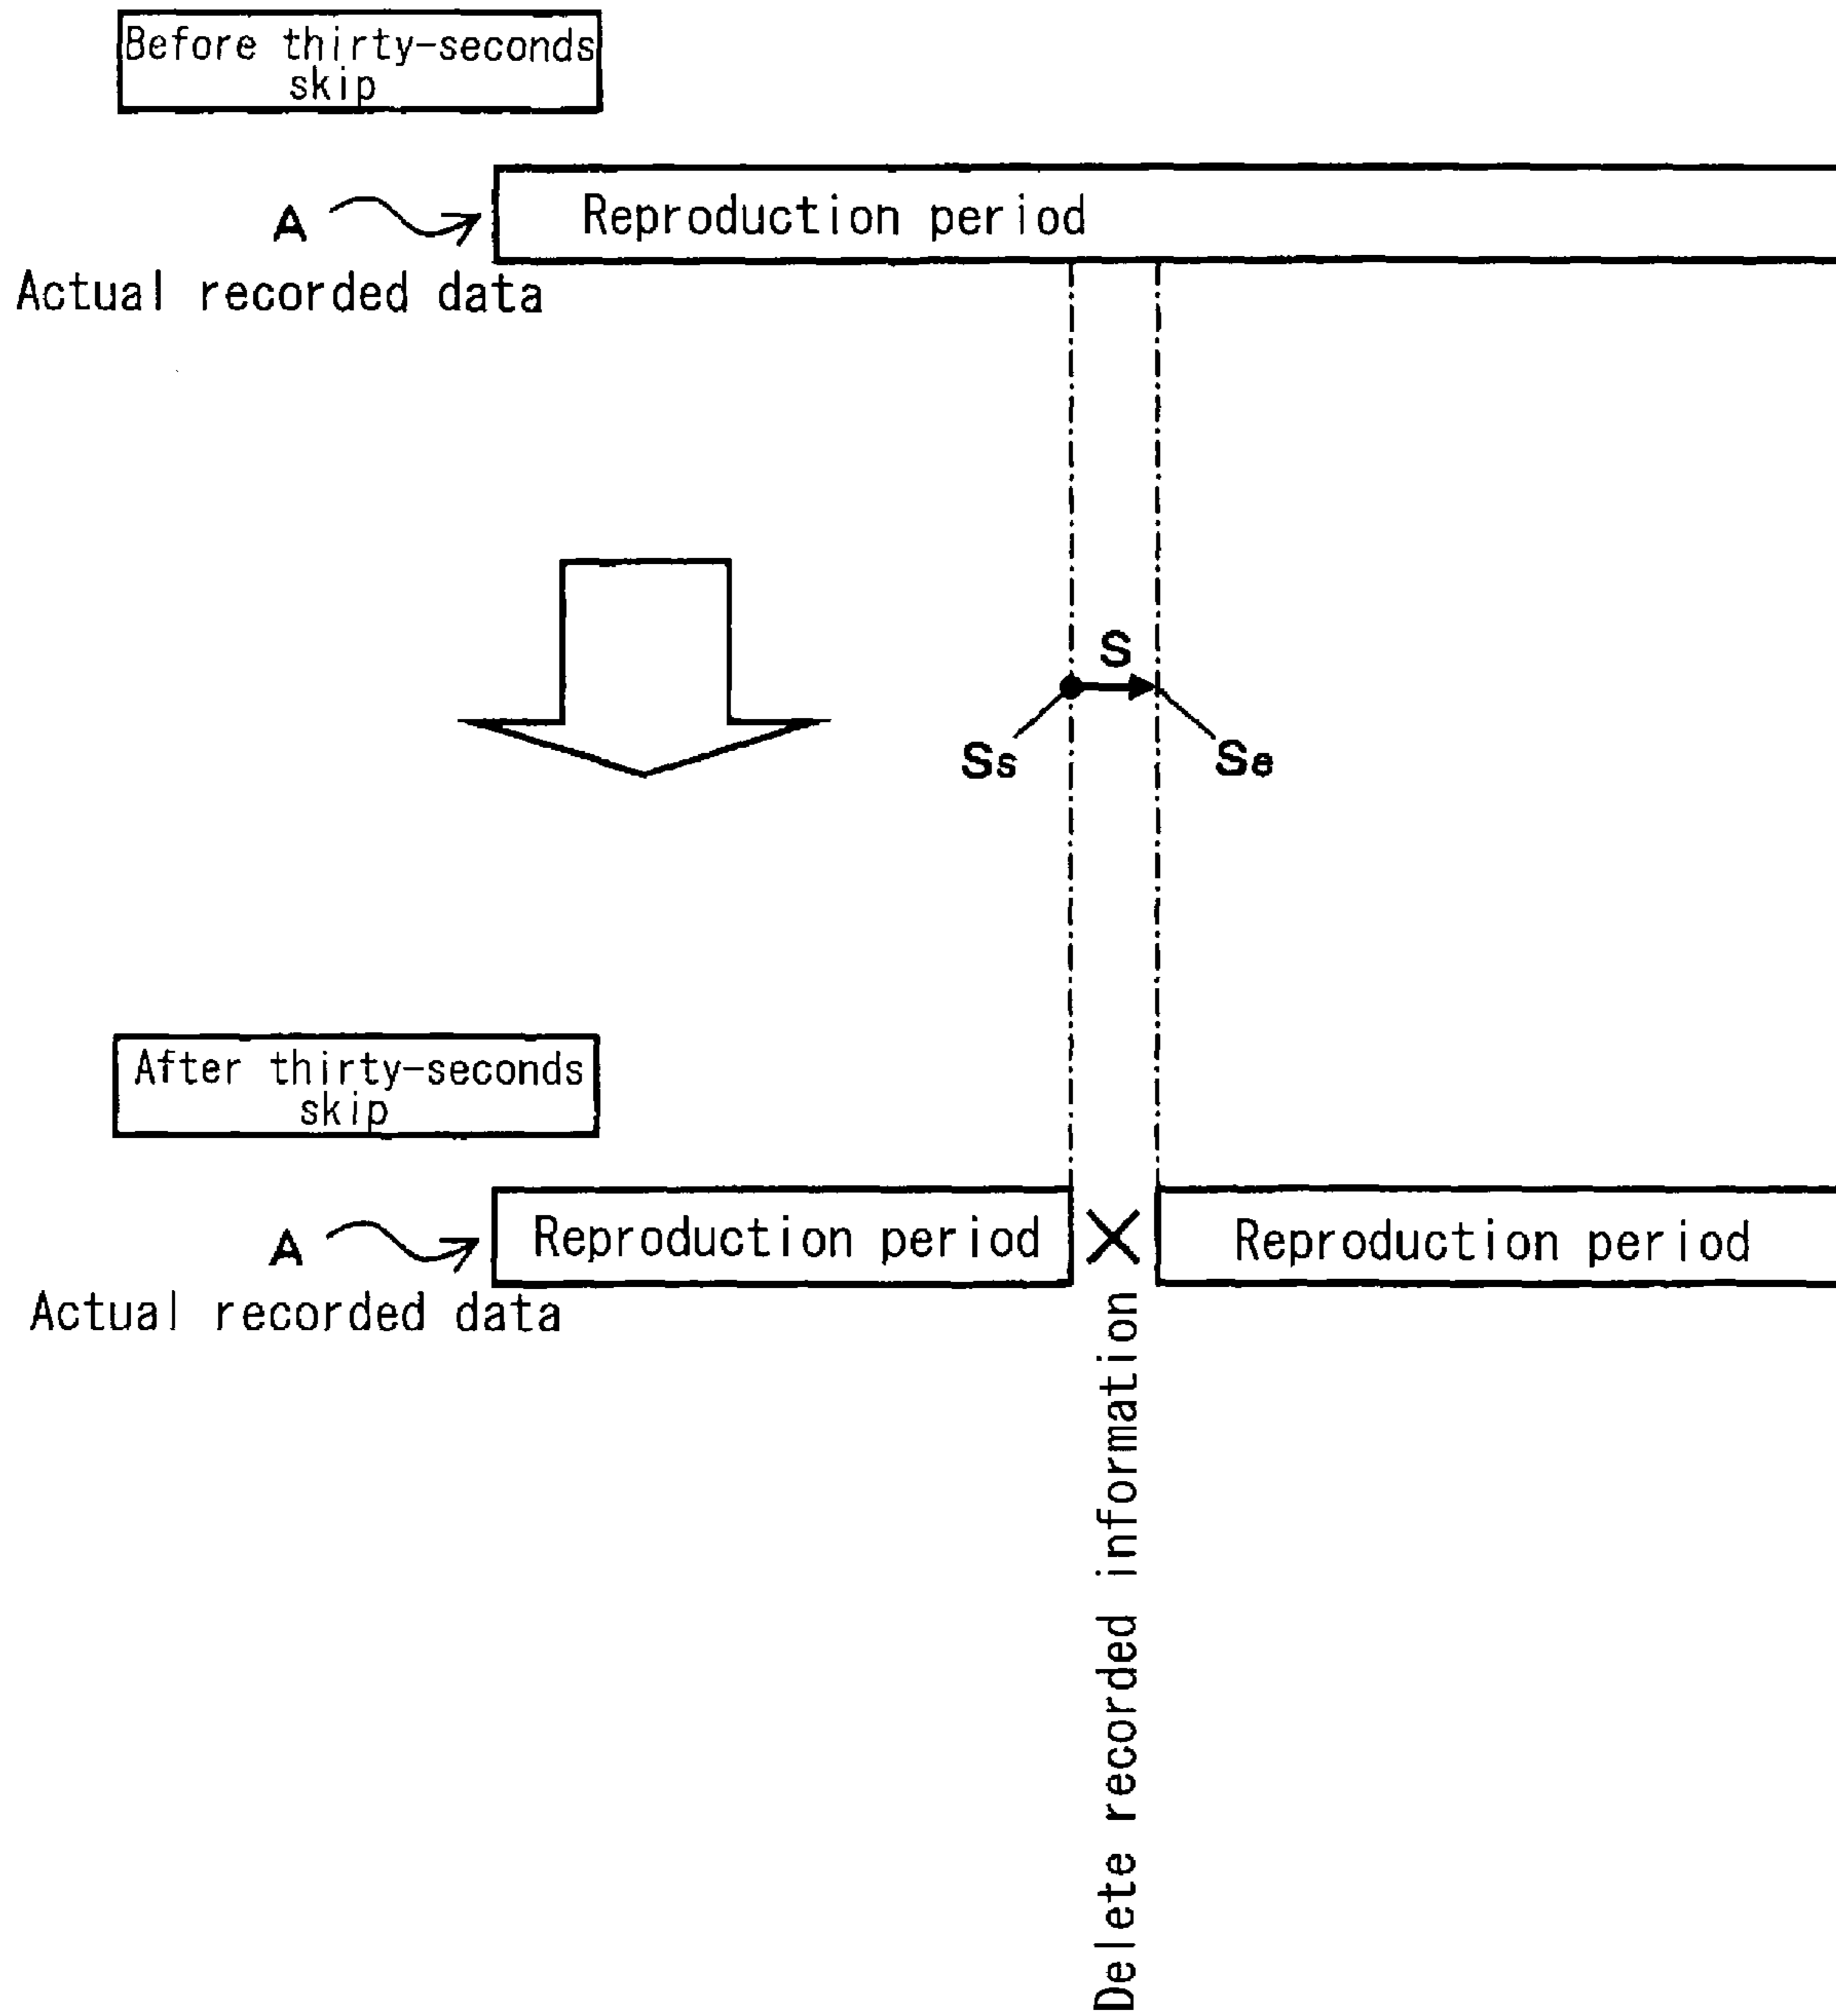 Before thirty-seconds
skip
Reproduction period
A
Actual recorded data
S
Ss
Se
After thirty-seconds
skip
A
Reproduction period
×
Reproduction period
Actual recorded data
Delete recorded information